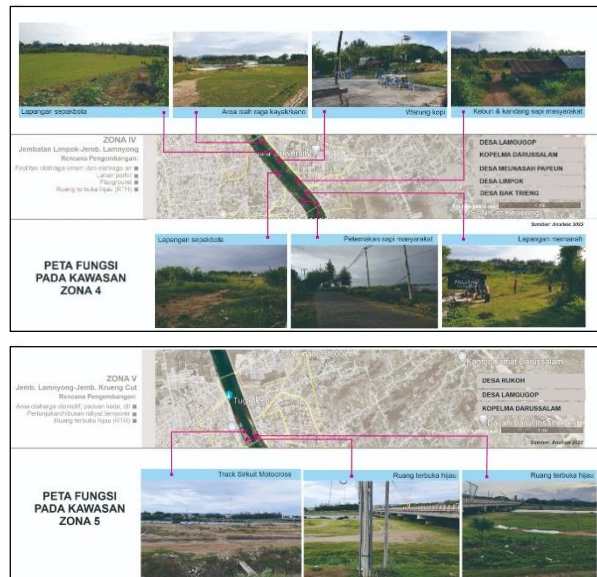 Lapangan sepakbola
Area olah raga kayak/kano
Warung kopi
Kebun & kandang sapi masyarakat
ZONA IV
Jembatan Limpok-Jemb. Lamnyong
Rencana Pengembangan:
Fasilitas olahraga umum dan olahraga air
Lahan parkir
Playground
Ruang terbuka hijau (RTH)
DESA LAMGUGOP
KOPELMA DARUSSALAM
DESA MEUNASAH PAPEUN
DESA LIMPOK
DESA BAK TRIENG
Sumber: Analisis 2022
PETA FUNGSI
PADA KAWASAN
ZONA 4
Lapangan sepakbola
Peternakan sapi masyarakat
Lapangan memanah
ZONA V
Jemb. Lamnyong-Jemb. Krueng Cut
Rencana Pengembangan:
Area olaharga otomotif, pacuan kuda, dll
Pertunjukan/hiburan rakyat temporer
Ruang terbuka hijau (RTH)
Kantor Camat Darussalam
DESA RUKOH
DESA LAMGUGOP
KOPELMA DARUSSALAM
Sumber: Analisis 2022
PETA FUNGSI
PADA KAWASAN
ZONA 5
Track Sirkuit Motocross
Ruang terbuka hijau
Ruang terbuka hijau